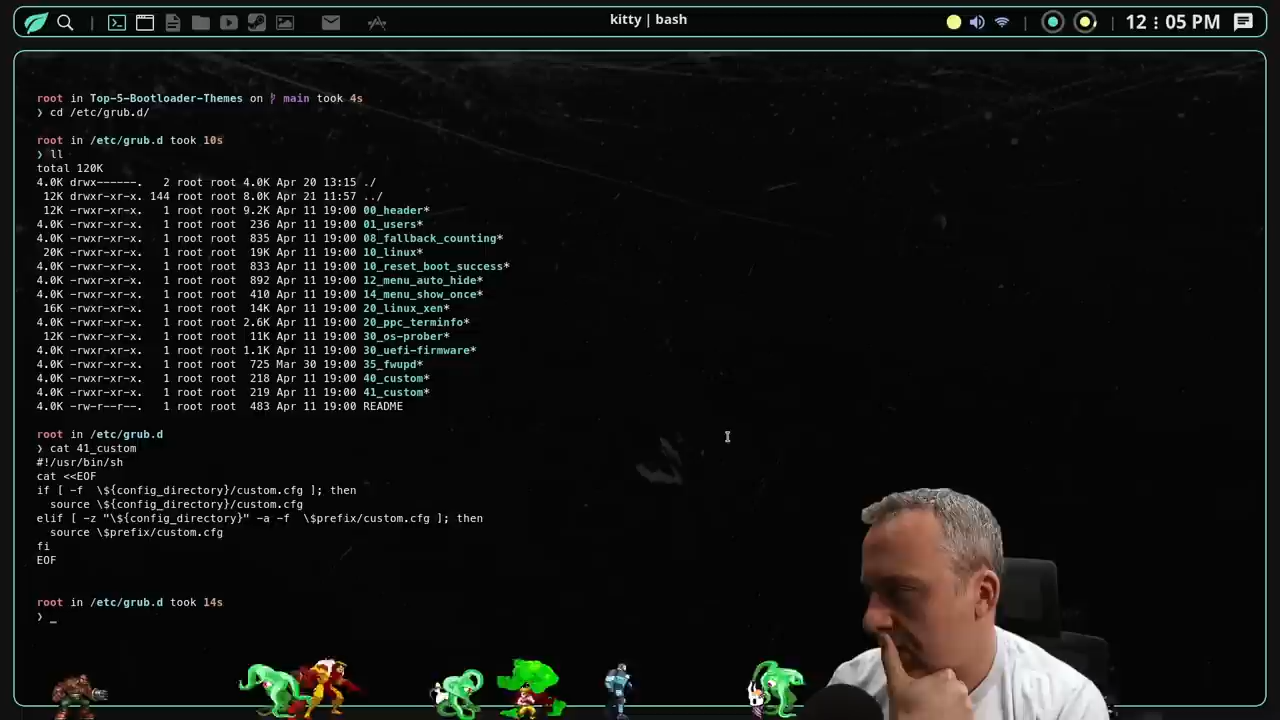 kitty | bash
12 : 05 PM
root in Top-5-Bootloader-Themes on main took 4s
❯ cd /etc/grub.d/
root in /etc/grub.d took 10s
❯ ll
total 120K
4.0K drwx------.   2 root root 4.0K Apr 20 13:15 ./
 12K drwxr-xr-x. 144 root root 8.0K Apr 21 11:57 ../
 12K -rwxr-xr-x.   1 root root 9.2K Apr 11 19:00 00_header*
4.0K -rwxr-xr-x.   1 root root  236 Apr 11 19:00 01_users*
4.0K -rwxr-xr-x.   1 root root  835 Apr 11 19:00 08_fallback_counting*
 20K -rwxr-xr-x.   1 root root  19K Apr 11 19:00 10_linux*
4.0K -rwxr-xr-x.   1 root root  833 Apr 11 19:00 10_reset_boot_success*
4.0K -rwxr-xr-x.   1 root root  892 Apr 11 19:00 12_menu_auto_hide*
4.0K -rwxr-xr-x.   1 root root  410 Apr 11 19:00 14_menu_show_once*
 16K -rwxr-xr-x.   1 root root  14K Apr 11 19:00 20_linux_xen*
4.0K -rwxr-xr-x.   1 root root 2.6K Apr 11 19:00 20_ppc_terminfo*
 12K -rwxr-xr-x.   1 root root  11K Apr 11 19:00 30_os-prober*
4.0K -rwxr-xr-x.   1 root root 1.1K Apr 11 19:00 30_uefi-firmware*
4.0K -rwxr-xr-x.   1 root root  725 Mar 30 19:00 35_fwupd*
4.0K -rwxr-xr-x.   1 root root  218 Apr 11 19:00 40_custom*
4.0K -rwxr-xr-x.   1 root root  219 Apr 11 19:00 41_custom*
4.0K -rw-r--r--.   1 root root  483 Apr 11 19:00 README
root in /etc/grub.d
❯ cat 41_custom
#!/usr/bin/sh
cat <<EOF
if [ -f  \${config_directory}/custom.cfg ]; then
  source \${config_directory}/custom.cfg
elif [ -z "\${config_directory}" -a -f  \$prefix/custom.cfg ]; then
  source \$prefix/custom.cfg
fi
EOF
root in /etc/grub.d took 14s
❯ _